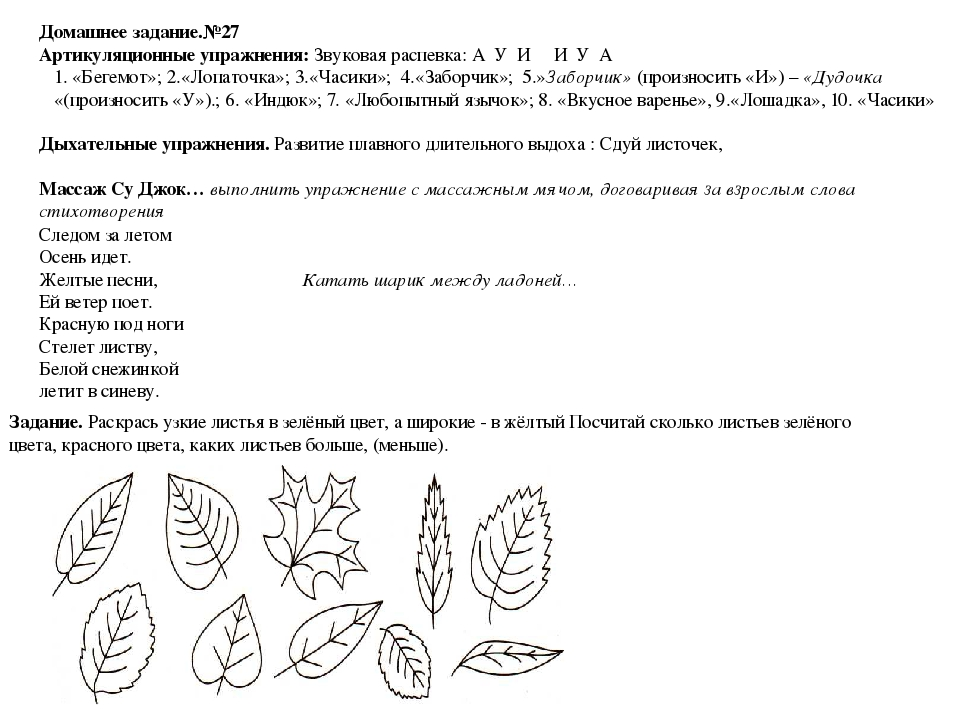 Домашнее задание.№27
Артикуляционные упражнения: Звуковая распевка: А У И И У А
1. «Бегемот»; 2.«Лопаточка»; 3.«Часики»; 4.«Заборчик»; 5.»Заборчик» (произносить «И») – «Дудочка
«(произносить «У»).; 6. «Индюк»; 7. «Любопытный язычок»; 8. «Вкусное варенье», 9.«Лошадка», 10. «Часики»
Дыхательные упражнения. Развитие плавного длительного выдоха : Сдуй листочек,
Массаж Су Джок… выполнить упражнение с массажным мячом, договаривая за взрослым слова
стихотворения
Следом за летом
Осень идет.
Желтые песни, Катать шарик между ладоней…
Ей ветер поет.
Красную под ноги
Стелет листву,
Белой снежинкой
летит в синеву.
Задание. Раскрась узкие листья в зелёный цвет, а широкие - в жёлтый Посчитай сколько листьев зелёного
цвета, красного цвета, каких листьев больше, (меньше).